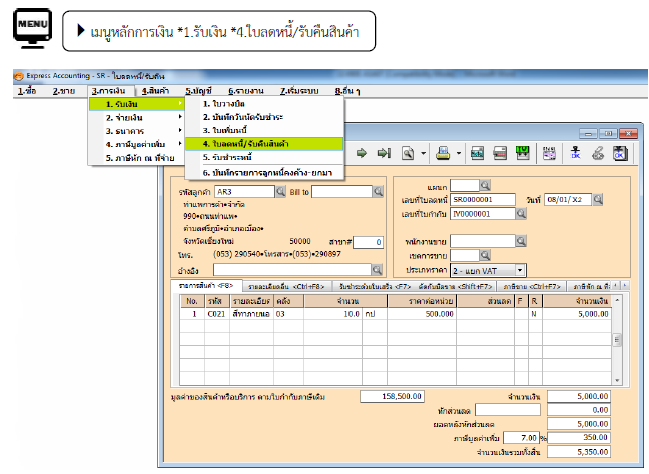 MENU
เมนูหลักการเงิน *1.รับเงิน *4.ใบลดหนี้/รับคืนสินค้า
Express Accounting - SR - ใบลดหนี้/รับคืน
1.ซื้อ 2.ขาย 3.การเงิน 4.สินค้า 5.บัญชี 6.รายงาน 7.เริ่มระบบ 8.อื่น ๆ
1. รับเงิน
2. จ่ายเงิน
3. ธนาคาร
4. ภาษีมูลค่าเพิ่ม
5. ภาษีหัก ณ ที่จ่าย
1. ใบวางบิล
2. บันทึกวันนัดรับชำระ
3. ใบเพิ่มหนี้
4. ใบลดหนี้/รับคืนสินค้า
5. รับชำระหนี้
6. บันทึกรายการลูกหนี้คงค้าง-ยกมา
รหัสลูกค้า AR3 Bill to
ท่าแพการค้า•จำกัด
990•ถนนท่าแพ•
ตำบลศรีภูมิ•อำเภอเมือง•
จังหวัดเชียงใหม่ 50000 สาขา# 0
โทร. (053) 290540•โทรสาร•(053)•290897
อ้างอิง
แผนก
เลขที่ใบลดหนี้ SR0000001 วันที่ 08/01/X2
เลขที่ใบกำกับ IV0000001
พนักงานขาย
เขตการขาย
ประเภทราคา 2 - แยก VAT
รายการสินค้า <F8> รายละเอียดอื่น <Ctrl+F8> รับชำระด้วยใบเสร็จ <F7> ตัดกับมัดขาย <Shift+F7> ภาษีขาย <Ctrl+F7> ภาษีหัก ณ ที่
No. รหัส รายละเอียด คลัง จำนวน ราคาต่อหน่วย ส่วนลด F R จำนวนเงิน
1 C021 สีทาภายนอ 03 10.0 กป 500.000 N 5,000.00
มูลค่าของสินค้าหรือบริการ ตามใบกำกับภาษีเดิม 158,500.00 จำนวนเงิน 5,000.00
หักส่วนลด 0.00
ยอดหลังหักส่วนลด 5,000.00
ภาษีมูลค่าเพิ่ม 7.00 % 350.00
จำนวนเงินรวมทั้งสิ้น 5,350.00